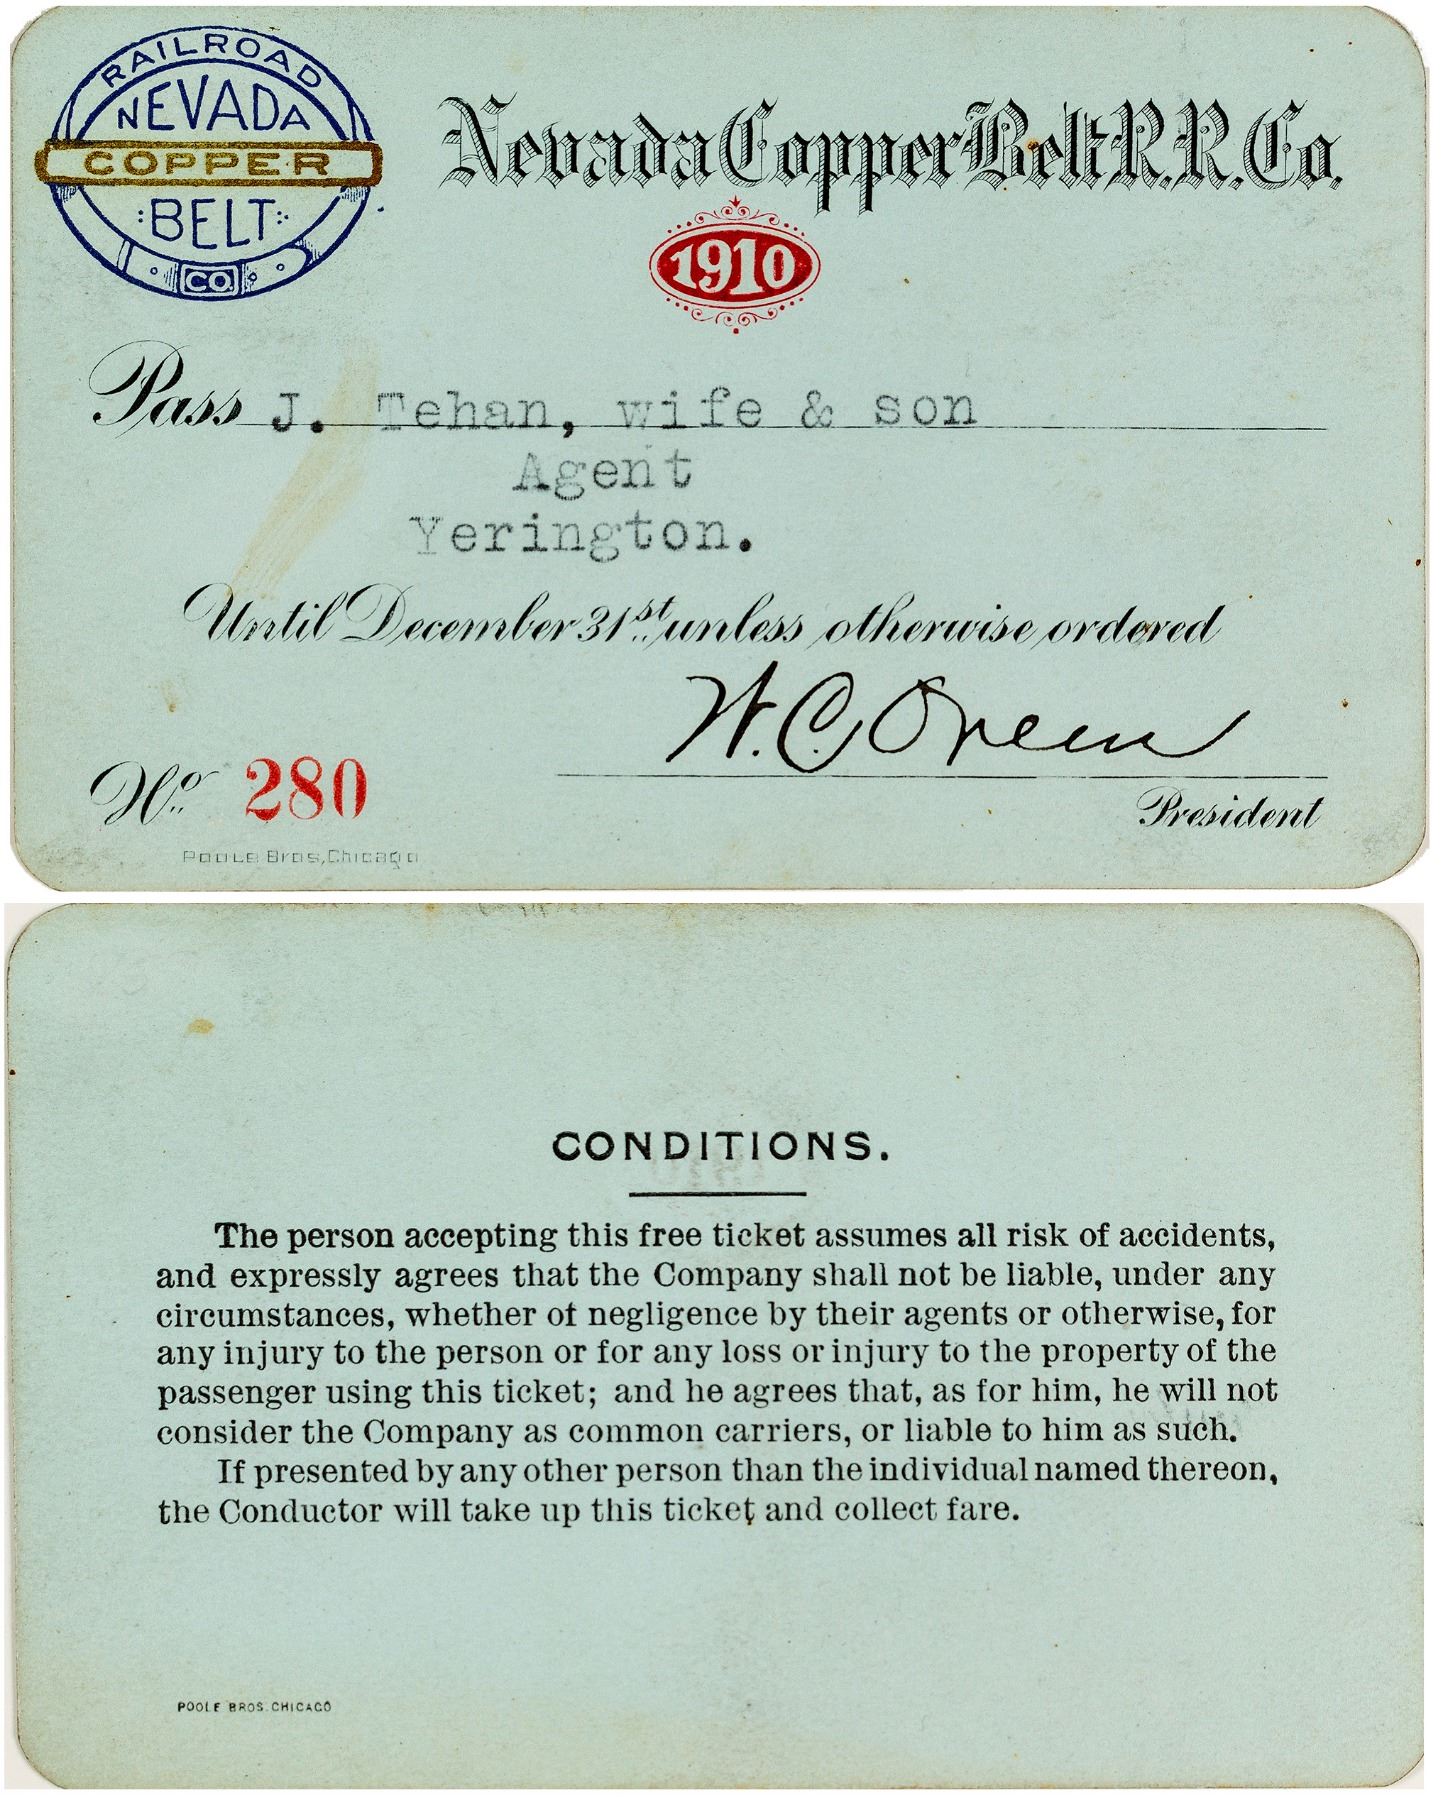 RAILROAD
NEVADA
COPPER
BELT
CO.
Nevada Copper Belt R.R. Co.
1910
Pass J. Tehan, wife & son
Agent
Yerington.
Until December 31st. unless otherwise ordered
W. C. Orem
President
No. 280
POOLE Bros, Chicago
CONDITIONS.
The person accepting this free ticket assumes all risk of accidents,
and expressly agrees that the Company shall not be liable, under any
circumstances, whether of negligence by their agents or otherwise, for
any injury to the person or for any loss or injury to the property of the
passenger using this ticket; and he agrees that, as for him, he will not
consider the Company as common carriers, or liable to him as such.
If presented by any other person than the individual named thereon,
the Conductor will take up this ticket and collect fare.
POOLE BROS. CHICAGO